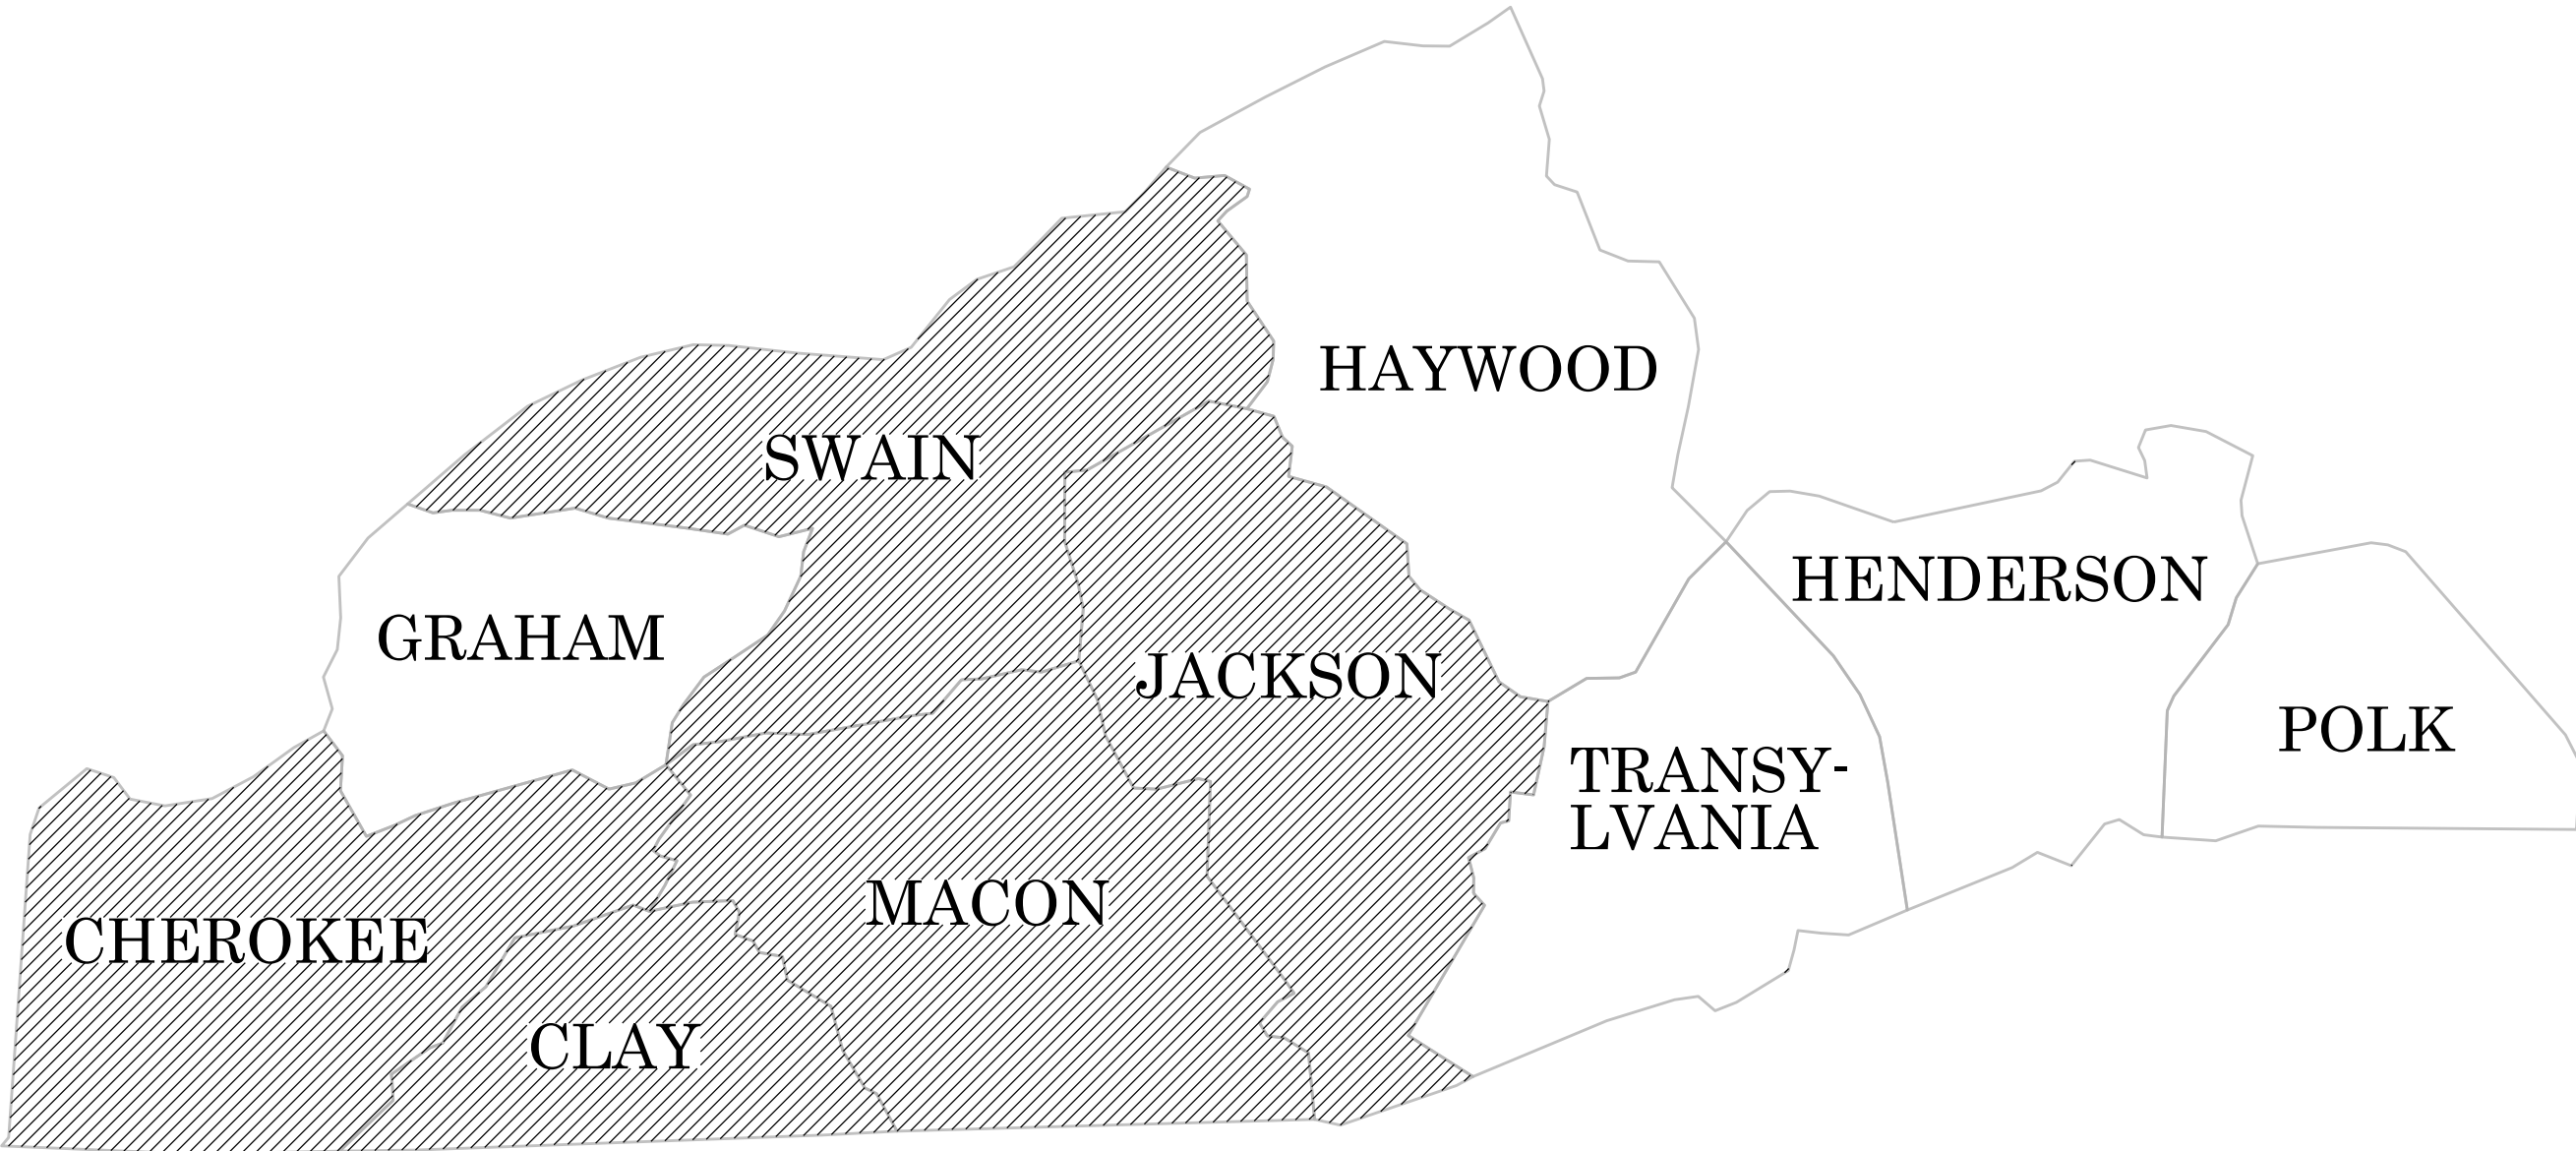 HAYWOOD
SWAIN
HENDERSON
GRAHAM
JACKSON
POLK
TRANSY-
LVANIA
MACON
CHEROKEE
CLAY